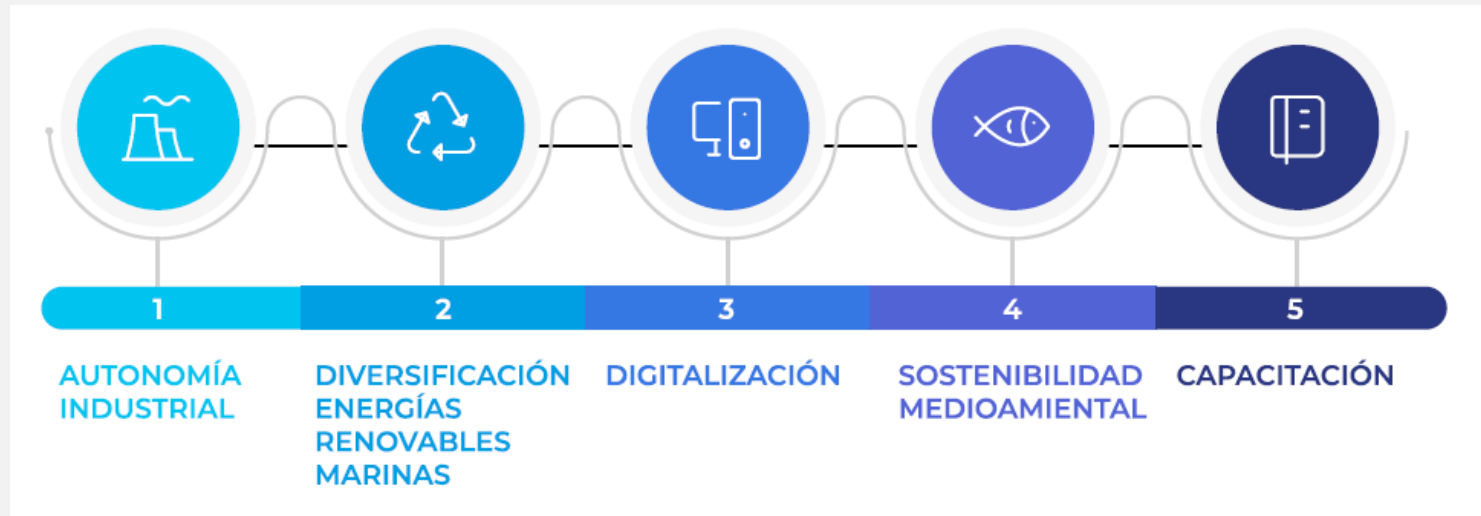 1
2
3
4
5
AUTONOMÍA
INDUSTRIAL
DIVERSIFICACIÓN
ENERGÍAS
RENOVABLES
MARINAS
DIGITALIZACIÓN
SOSTENIBILIDAD
MEDIOAMIENTAL
CAPACITACIÓN